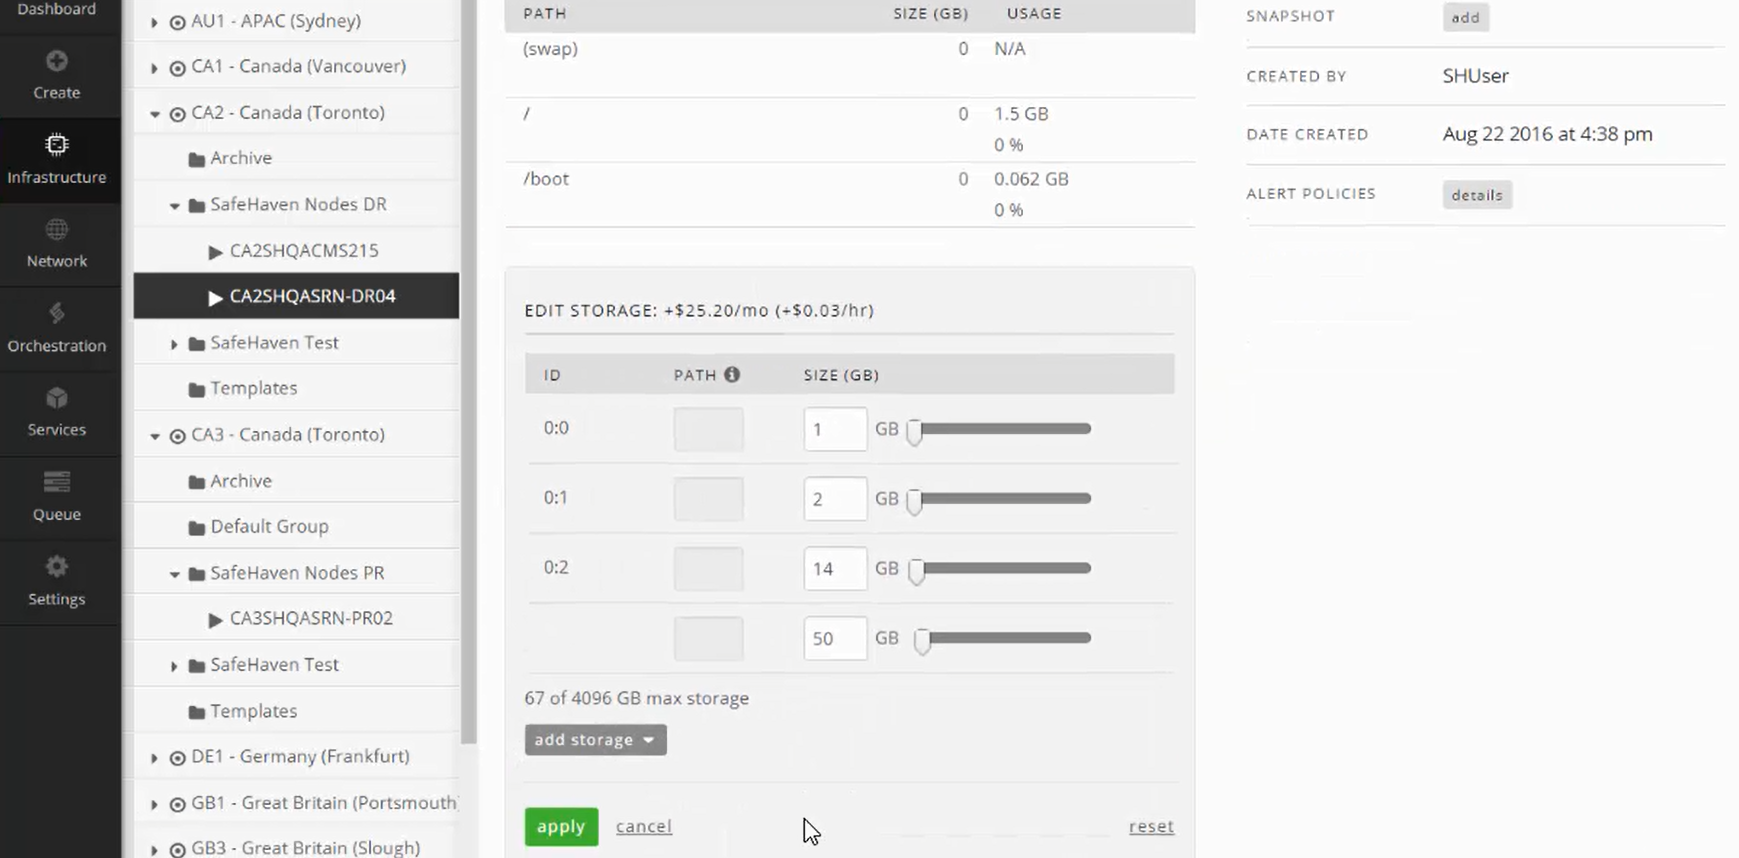 Dashboard
Create
Infrastructure
Network
Orchestration
Services
Queue
Settings
AU1 - APAC (Sydney)
CA1 - Canada (Vancouver)
CA2 - Canada (Toronto)
Archive
SafeHaven Nodes DR
CA2SHQACMS215
CA2SHQASRN-DR04
SafeHaven Test
Templates
CA3 - Canada (Toronto)
Archive
Default Group
SafeHaven Nodes PR
CA3SHQASRN-PR02
SafeHaven Test
Templates
DE1 - Germany (Frankfurt)
GB1 - Great Britain (Portsmouth)
GB3 - Great Britain (Slough)
PATH SIZE (GB) USAGE
(swap) 0 N/A
/ 0 1.5 GB
0 %
/boot 0 0.062 GB
0 %
EDIT STORAGE: +$25.20/mo (+$0.03/hr)
ID PATH SIZE (GB)
0:0 1 GB
0:1 2 GB
0:2 14 GB
50 GB
67 of 4096 GB max storage
add storage
apply cancel reset
SNAPSHOT add
CREATED BY SHUser
DATE CREATED Aug 22 2016 at 4:38 pm
ALERT POLICIES details